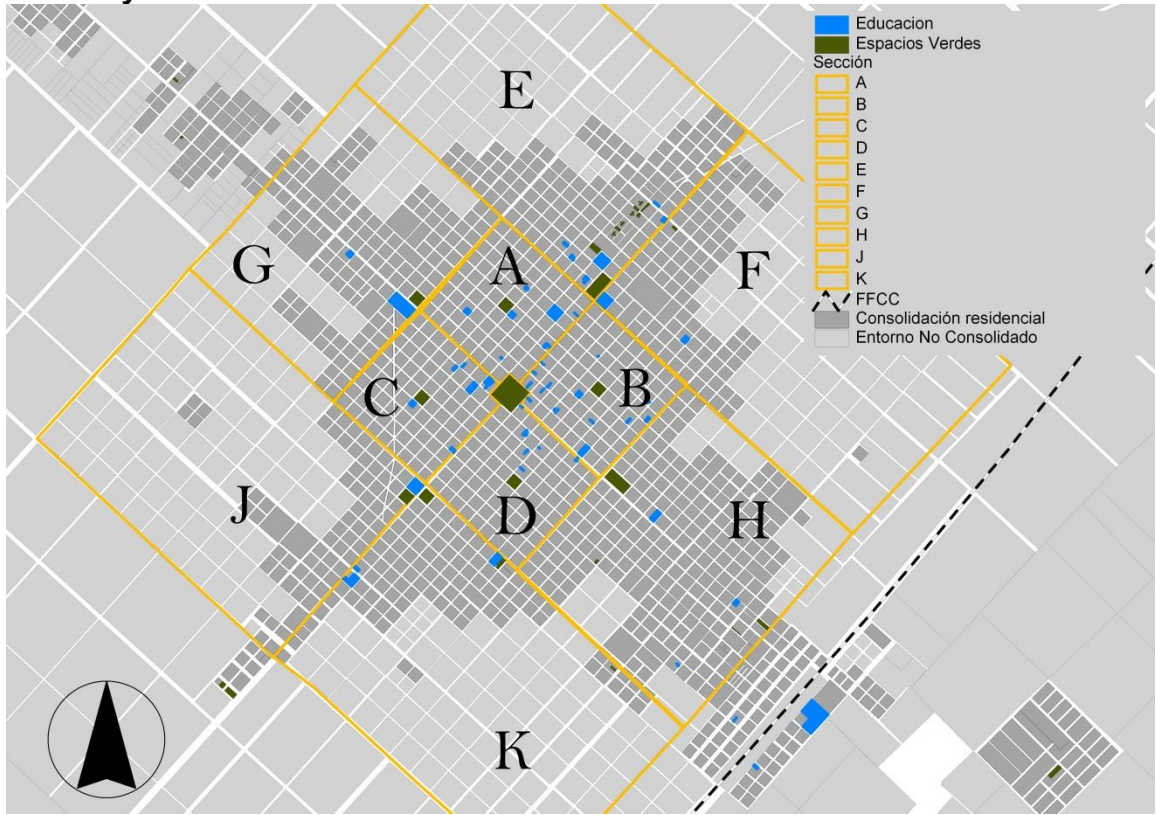 Educacion
Espacios Verdes
Sección
A
B
C
D
E
F
G
H
J
K
FFCC
Consolidación residencial
Entorno No Consolidado
E
G
A
F
C
B
J
D
H
K